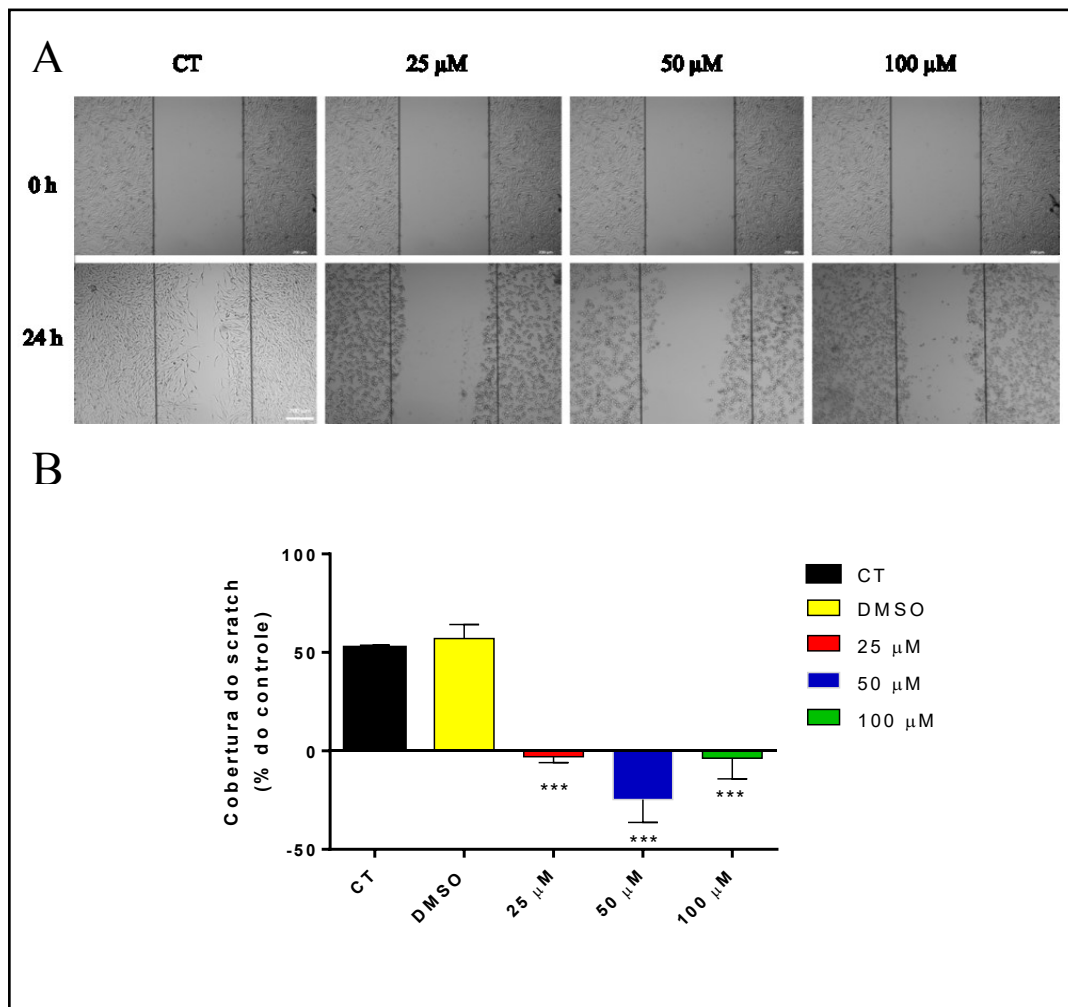 A
CT 25 µM 50 µM 100 µM
0 h
24 h
B
Cobertura do scratch
(% do controle)
100
50
0
-50
***
***
***
CT
DMSO
25 µM
50 µM
100 µM
CT
DMSO
25 µM
50 µM
100 µM